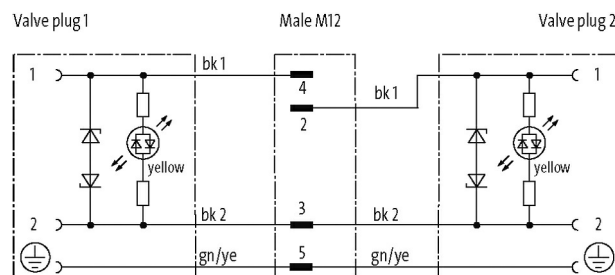 Valve plug 1 Male M12 Valve plug 2
1 bk 1 4 1
2 bk 1
yellow yellow
2 bk 2 3 bk 2 2
gn/ye 5 gn/ye